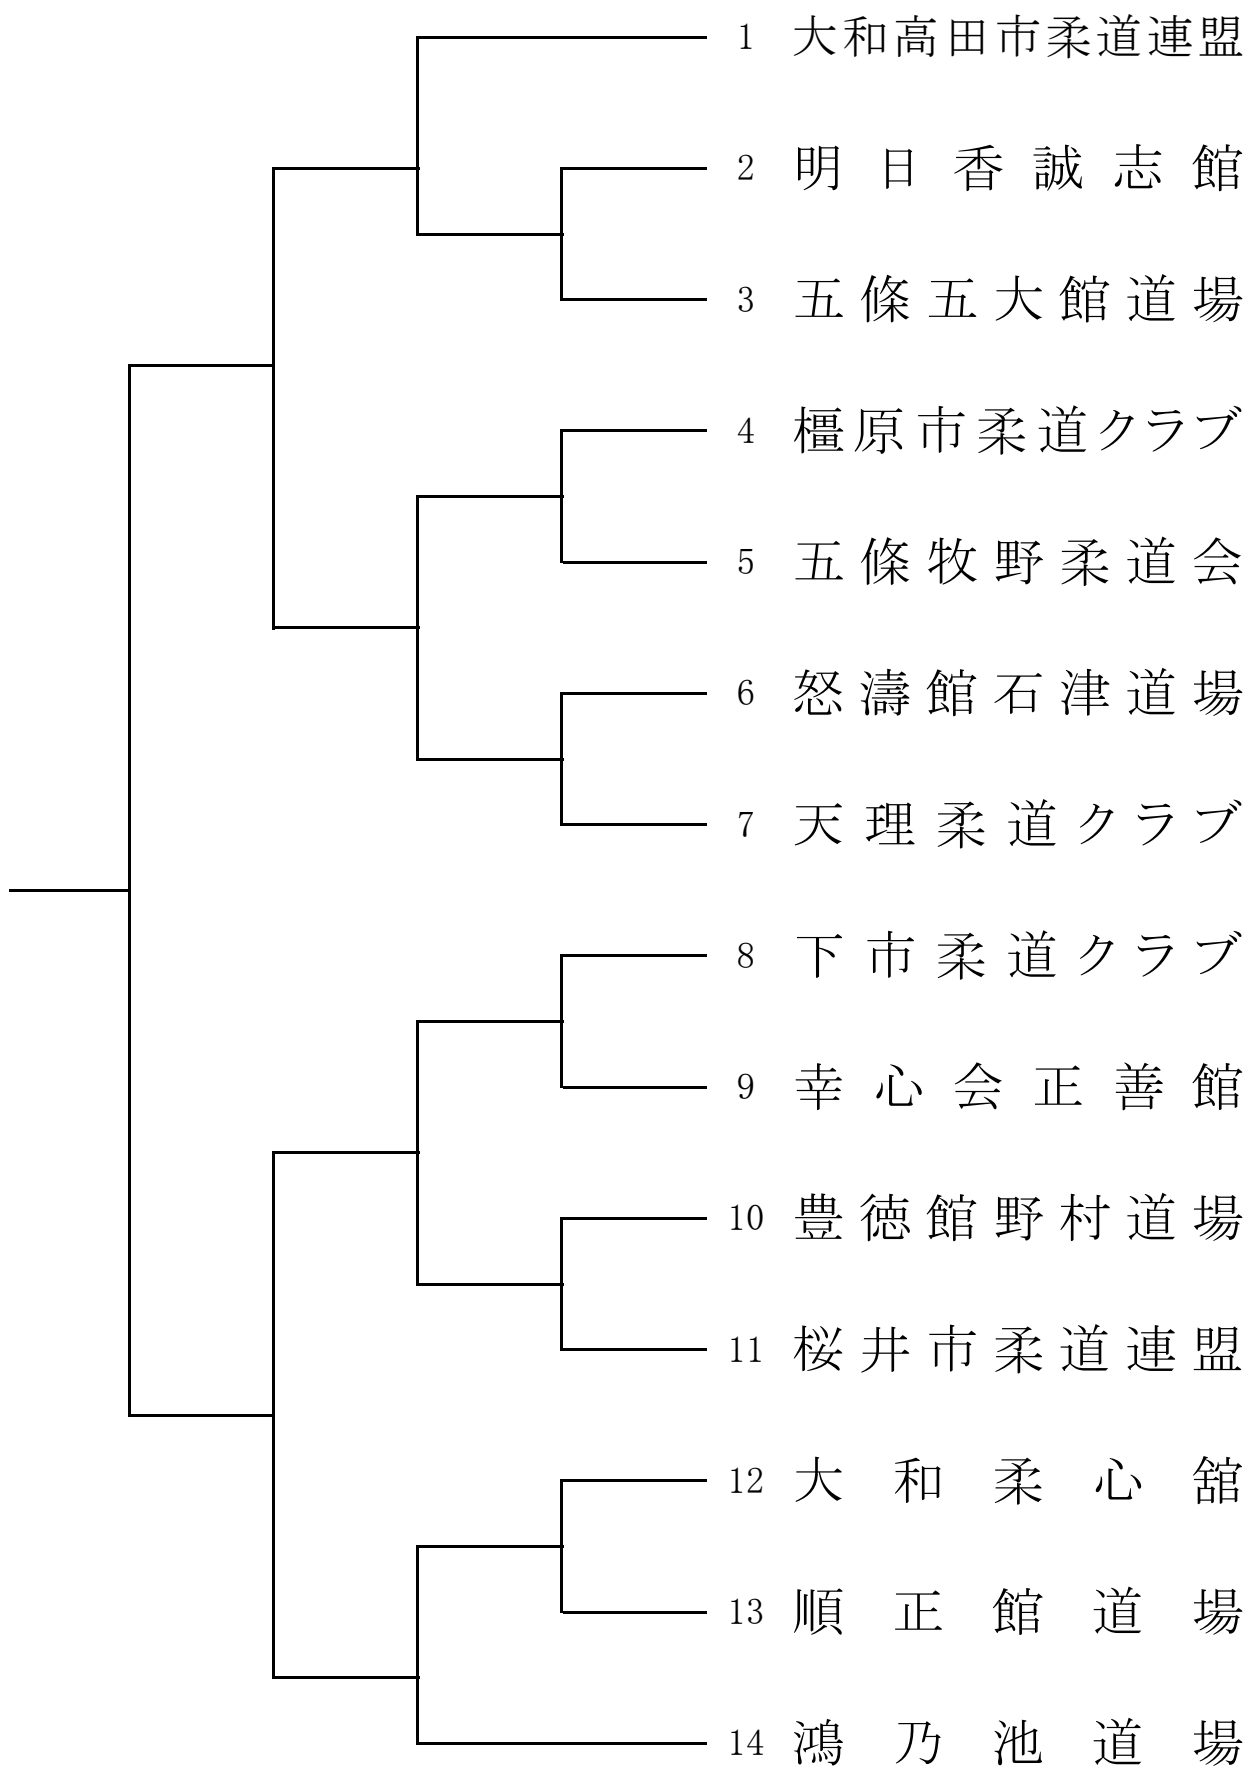 1 大和高田市柔道連盟
2 明日香誠志館
3 五條五大館道場
4 橿原市柔道クラブ
5 五條牧野柔道会
6 怒濤館石津道場
7 天理柔道クラブ
8 下市柔道クラブ
9 幸心会正善館
10 豊徳館野村道場
11 桜井市柔道連盟
12 大和柔心舘
13 順正館道場
14 鴻乃池道場